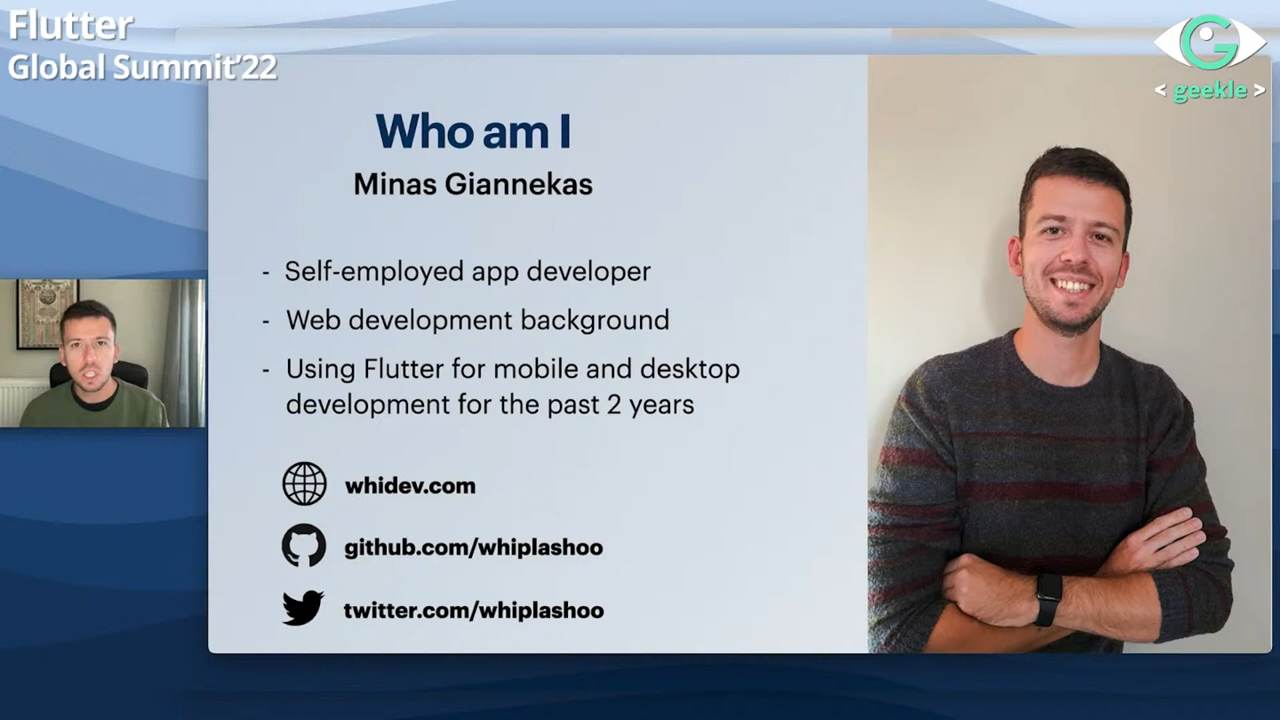 Flutter
Global Summit'22
< geekle >
Who am I
Minas Giannekas
- Self-employed app developer
- Web development background
- Using Flutter for mobile and desktop
development for the past 2 years
whidev.com
github.com/whiplashoo
twitter.com/whiplashoo